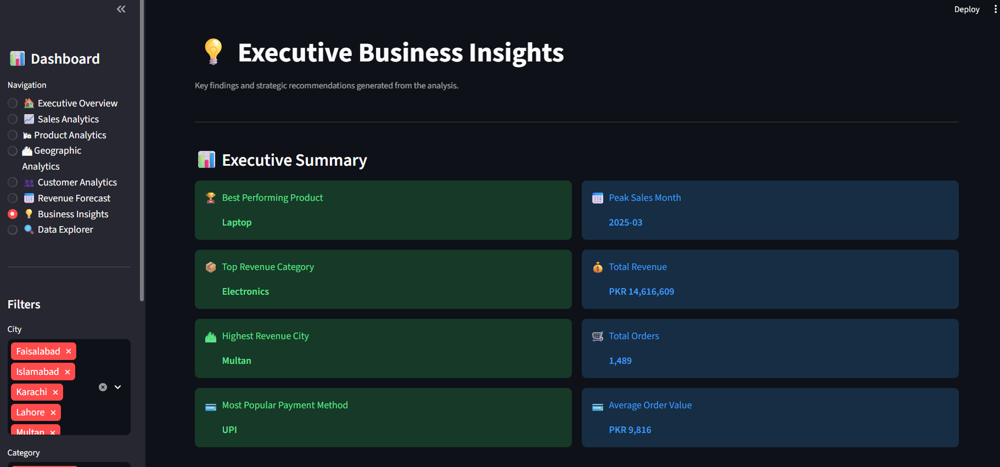 Deploy
Dashboard
Navigation
Executive Overview
Sales Analytics
Product Analytics
Geographic
Analytics
Customer Analytics
Revenue Forecast
Business Insights
Data Explorer
Filters
City
Faisalabad ×
Islamabad ×
Karachi ×
Lahore ×
Multan ×
Category
Executive Business Insights
Key findings and strategic recommendations generated from the analysis.
Executive Summary
Best Performing Product
Laptop
Peak Sales Month
2025-03
Top Revenue Category
Electronics
Total Revenue
PKR 14,616,609
Highest Revenue City
Multan
Total Orders
1,489
Most Popular Payment Method
UPI
Average Order Value
PKR 9,816